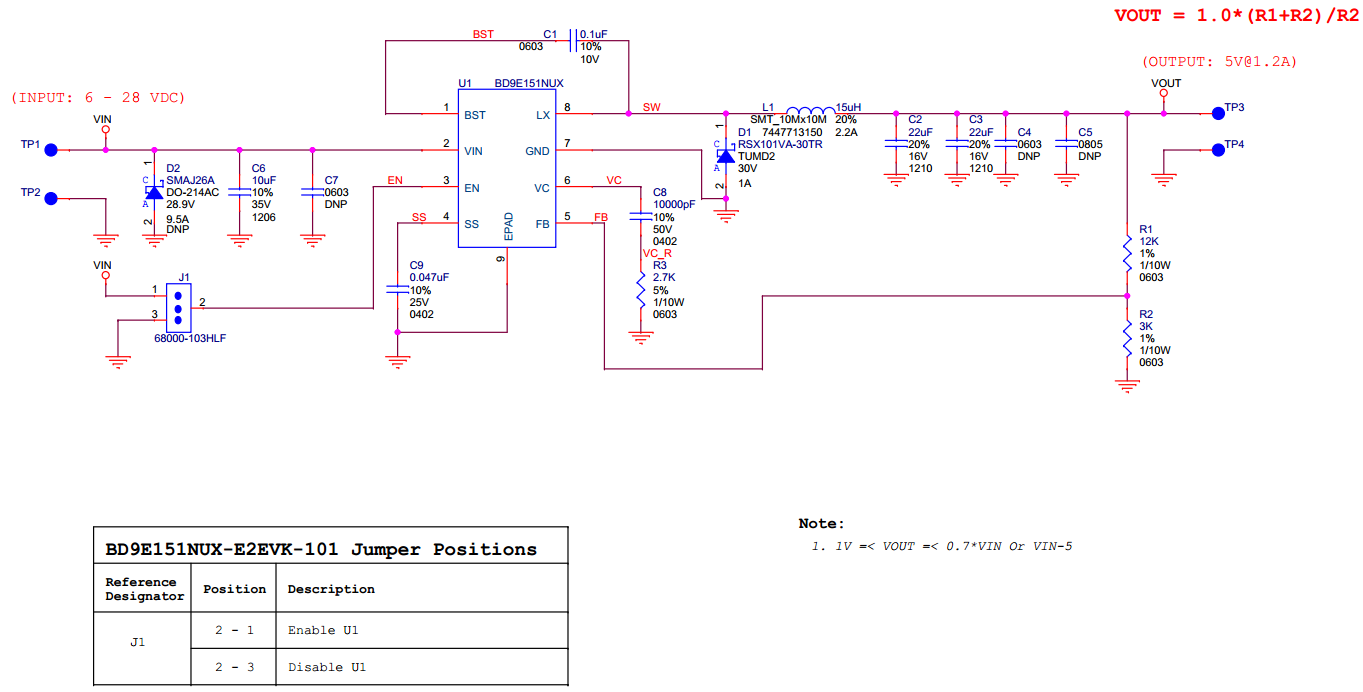 VOUT = 1.0*(R1+R2)/R2
(OUTPUT: 5V@1.2A)
(INPUT: 6 - 28 VDC)
BST
C1
0.1uF
0603
10%
10V
U1
BD9E151NUX
VIN
TP1
TP2
1
BST
LX
8
SW
2
VIN
GND
7
EN
3
EN
VC
6
VC
SS
4
SS
EPAD
FB
5
FB
9
D2
SMAJ26A
DO-214AC
28.9V
9.5A
DNP
C
A
1
2
C6
10uF
10%
35V
1206
C7
0603
DNP
L1
15uH
SMT_10Mx10M
20%
7447713150
2.2A
D1
RSX101VA-30TR
TUMD2
30V
1A
C
A
1
2
C2
22uF
20%
16V
1210
C3
22uF
20%
16V
1210
C4
0603
DNP
C5
0805
DNP
VOUT
TP3
TP4
C8
10000pF
10%
50V
0402
VC_R
R3
2.7K
5%
1/10W
0603
R1
12K
1%
1/10W
0603
R2
3K
1%
1/10W
0603
C9
0.047uF
10%
25V
0402
VIN
J1
1
2
3
68000-103HLF
BD9E151NUX-E2EVK-101 Jumper Positions
Reference
Designator
Position
Description
J1
2 - 1
Enable U1
2 - 3
Disable U1
Note:
1. 1V =< VOUT =< 0.7*VIN Or VIN-5